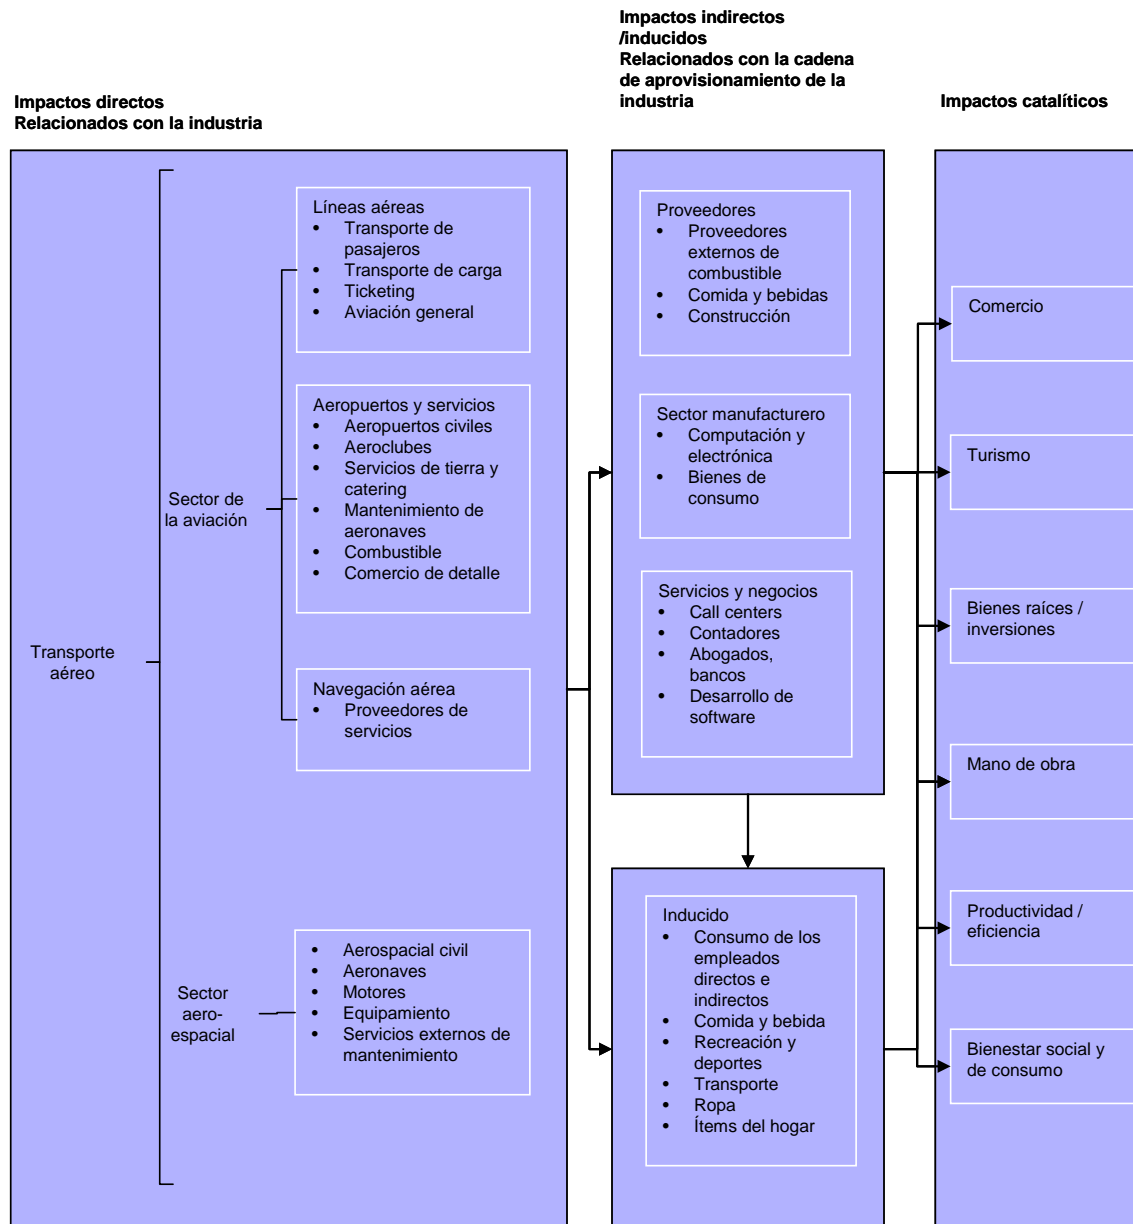 Impactos directos
Relacionados con la industria
Impactos indirectos
/inducidos
Relacionados con la cadena
de aprovisionamiento de la
industria
Impactos catalíticos
Transporte
aéreo
Sector de
la aviación
Líneas aéreas
• Transporte de
pasajeros
• Transporte de carga
• Ticketing
• Aviación general
Aeropuertos y servicios
• Aeropuertos civiles
• Aeroclubes
• Servicios de tierra y
catering
• Mantenimiento de
aeronaves
• Combustible
• Comercio de detalle
Navegación aérea
• Proveedores de
servicios
Sector
aero-
espacial
• Aerospacial civil
• Aeronaves
• Motores
• Equipamiento
• Servicios externos de
mantenimiento
Proveedores
• Proveedores
externos de
combustible
• Comida y bebidas
• Construcción
Sector manufacturero
• Computación y
electrónica
• Bienes de
consumo
Servicios y negocios
• Call centers
• Contadores
• Abogados,
bancos
• Desarrollo de
software
Inducido
• Consumo de los
empleados
directos e
indirectos
• Comida y bebida
• Recreación y
deportes
• Transporte
• Ropa
• Ítems del hogar
Comercio
Turismo
Bienes raíces /
inversiones
Mano de obra
Productividad /
eficiencia
Bienestar social y
de consumo